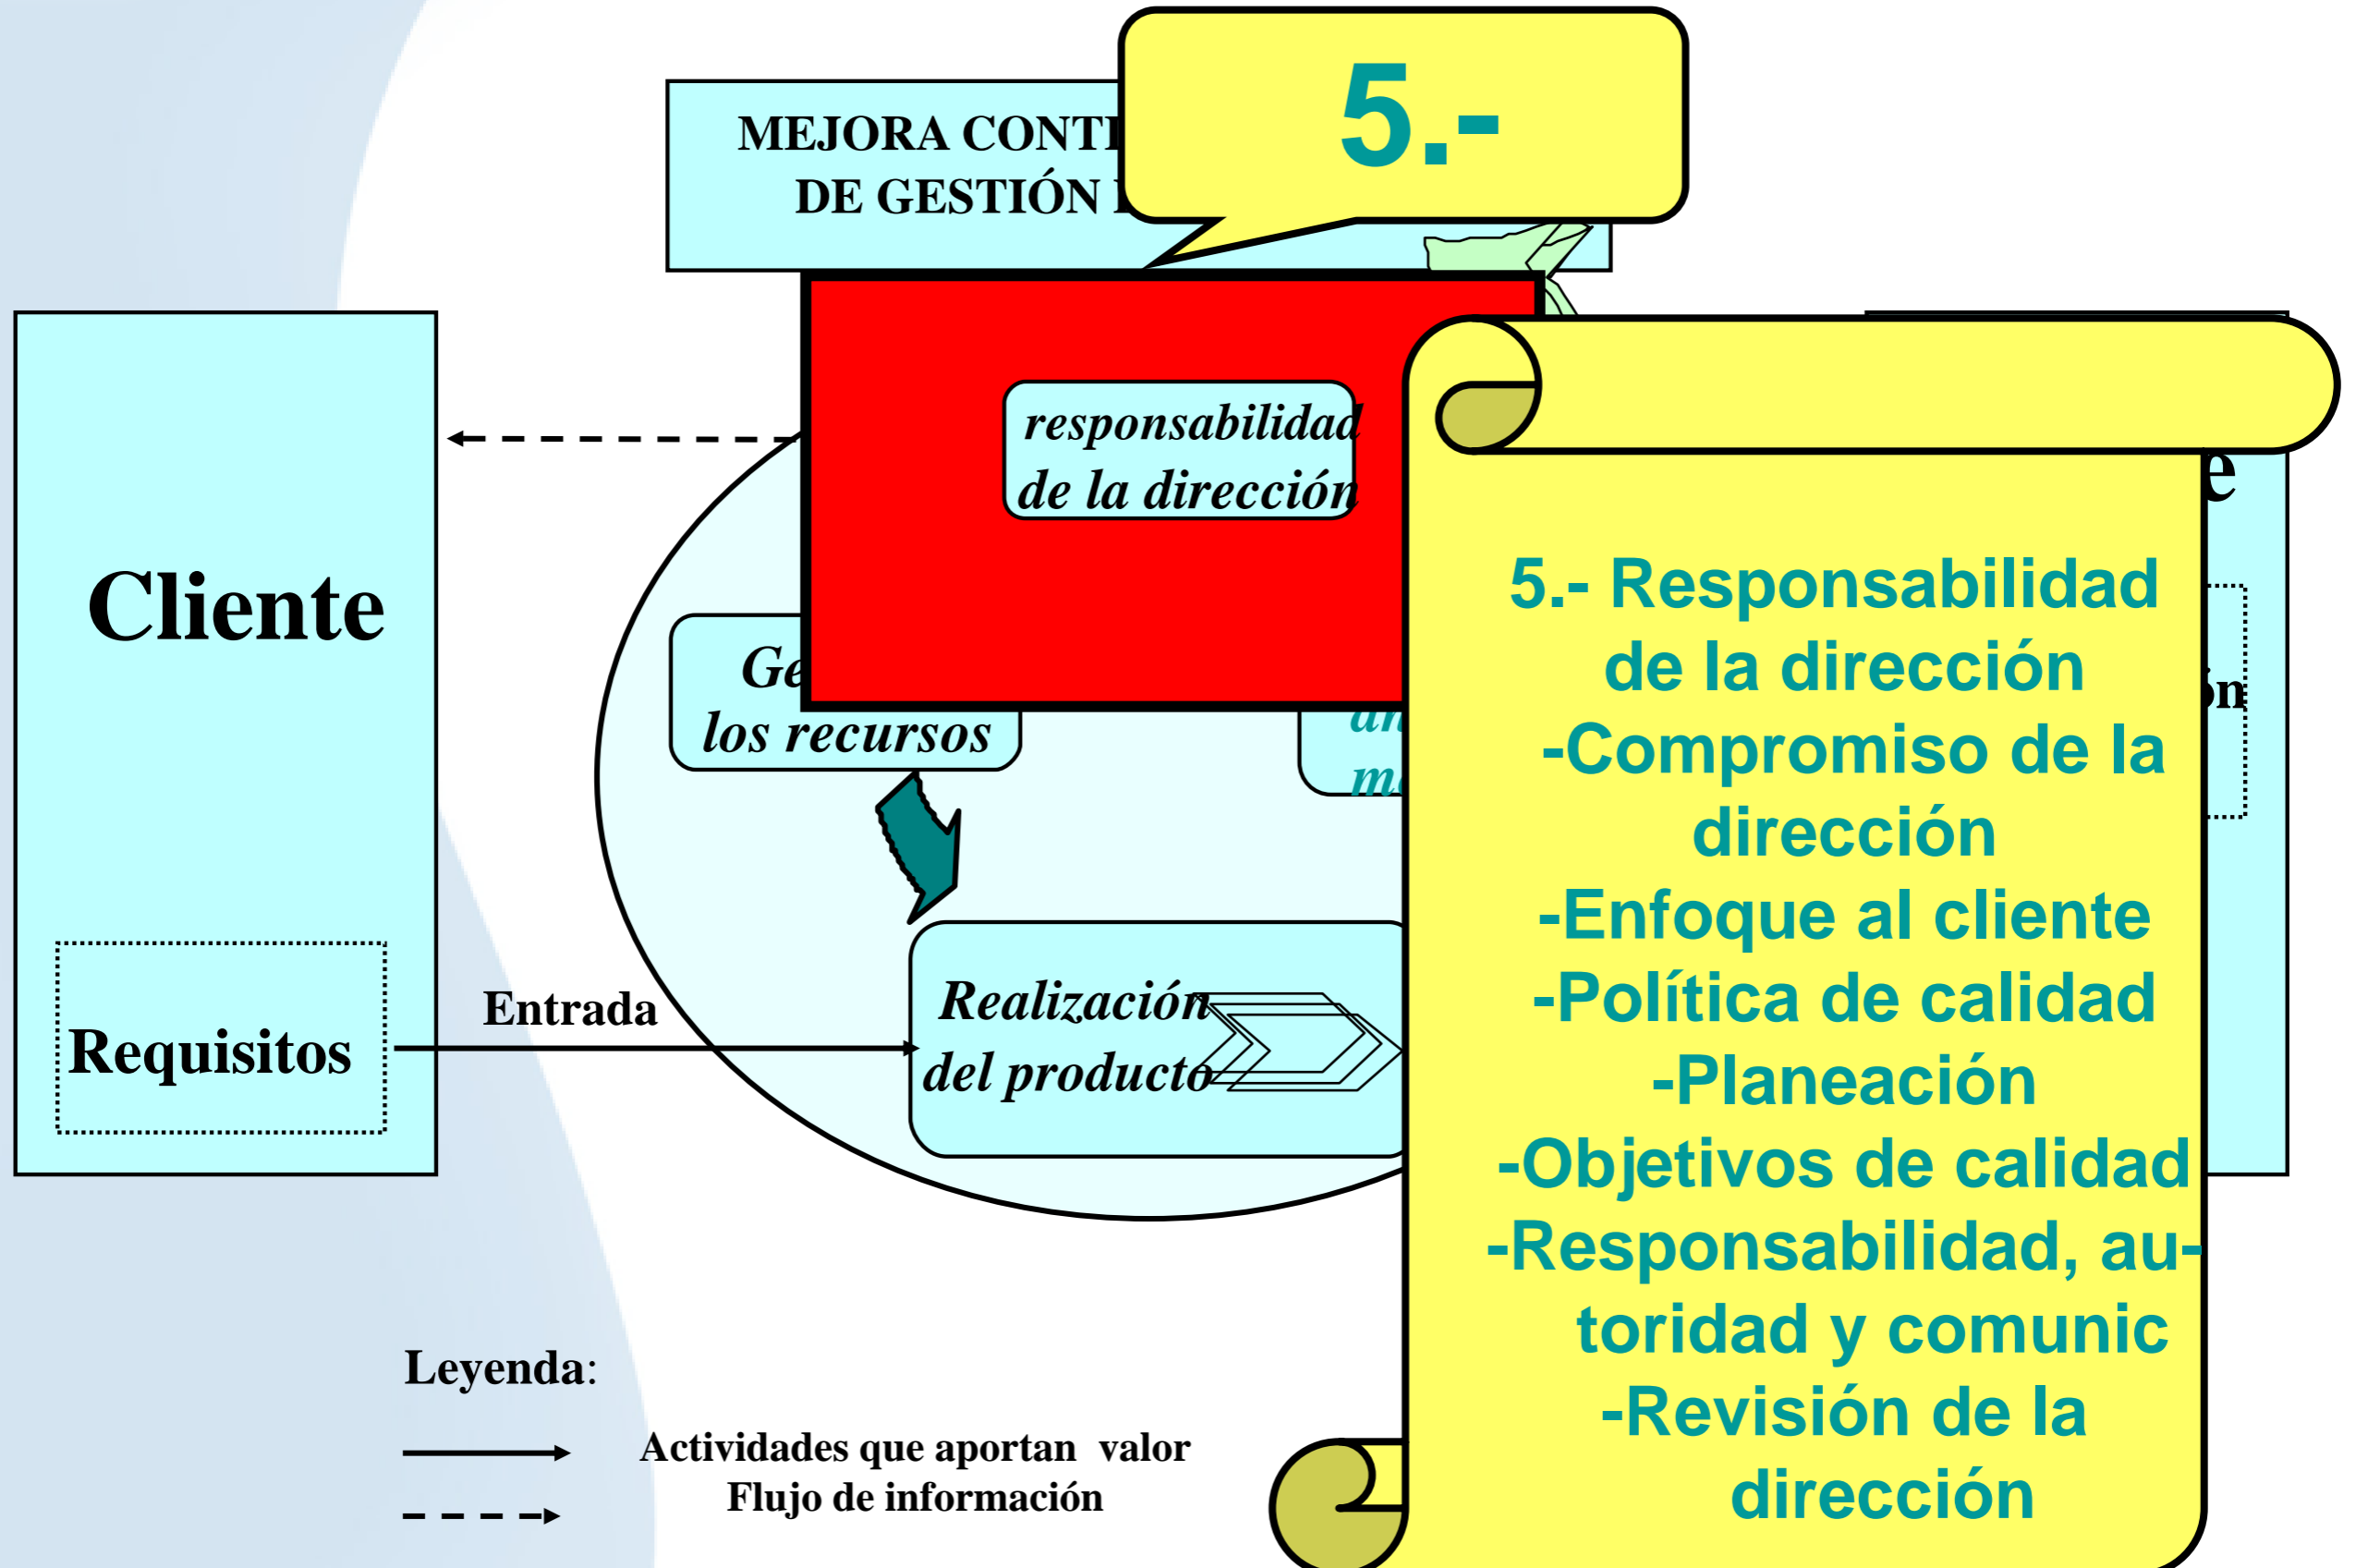 5.-
MEJORA CONTI
DE GESTIÓN
responsabilidad
de la dirección
Cliente
Ge
los recursos
Realización
del producto
Entrada
Requisitos
5.- Responsabilidad
de la dirección
-Compromiso de la
dirección
-Enfoque al cliente
-Política de calidad
-Planeación
-Objetivos de calidad
-Responsabilidad, au-
toridad y comunic
-Revisión de la
dirección
Leyenda:
Actividades que aportan valor
Flujo de información